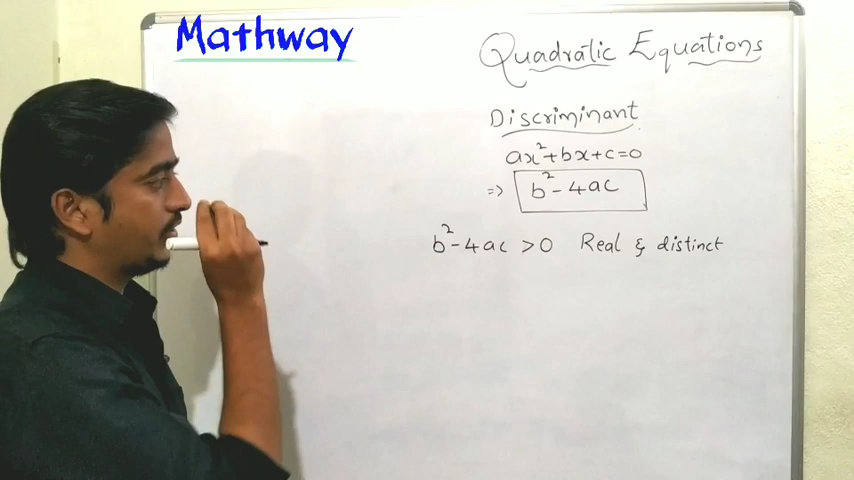 Mathway
Quadratic Equations
Discriminant
ax²+bx+c=0
=> b²-4ac
b²-4ac >0 Real & distinct